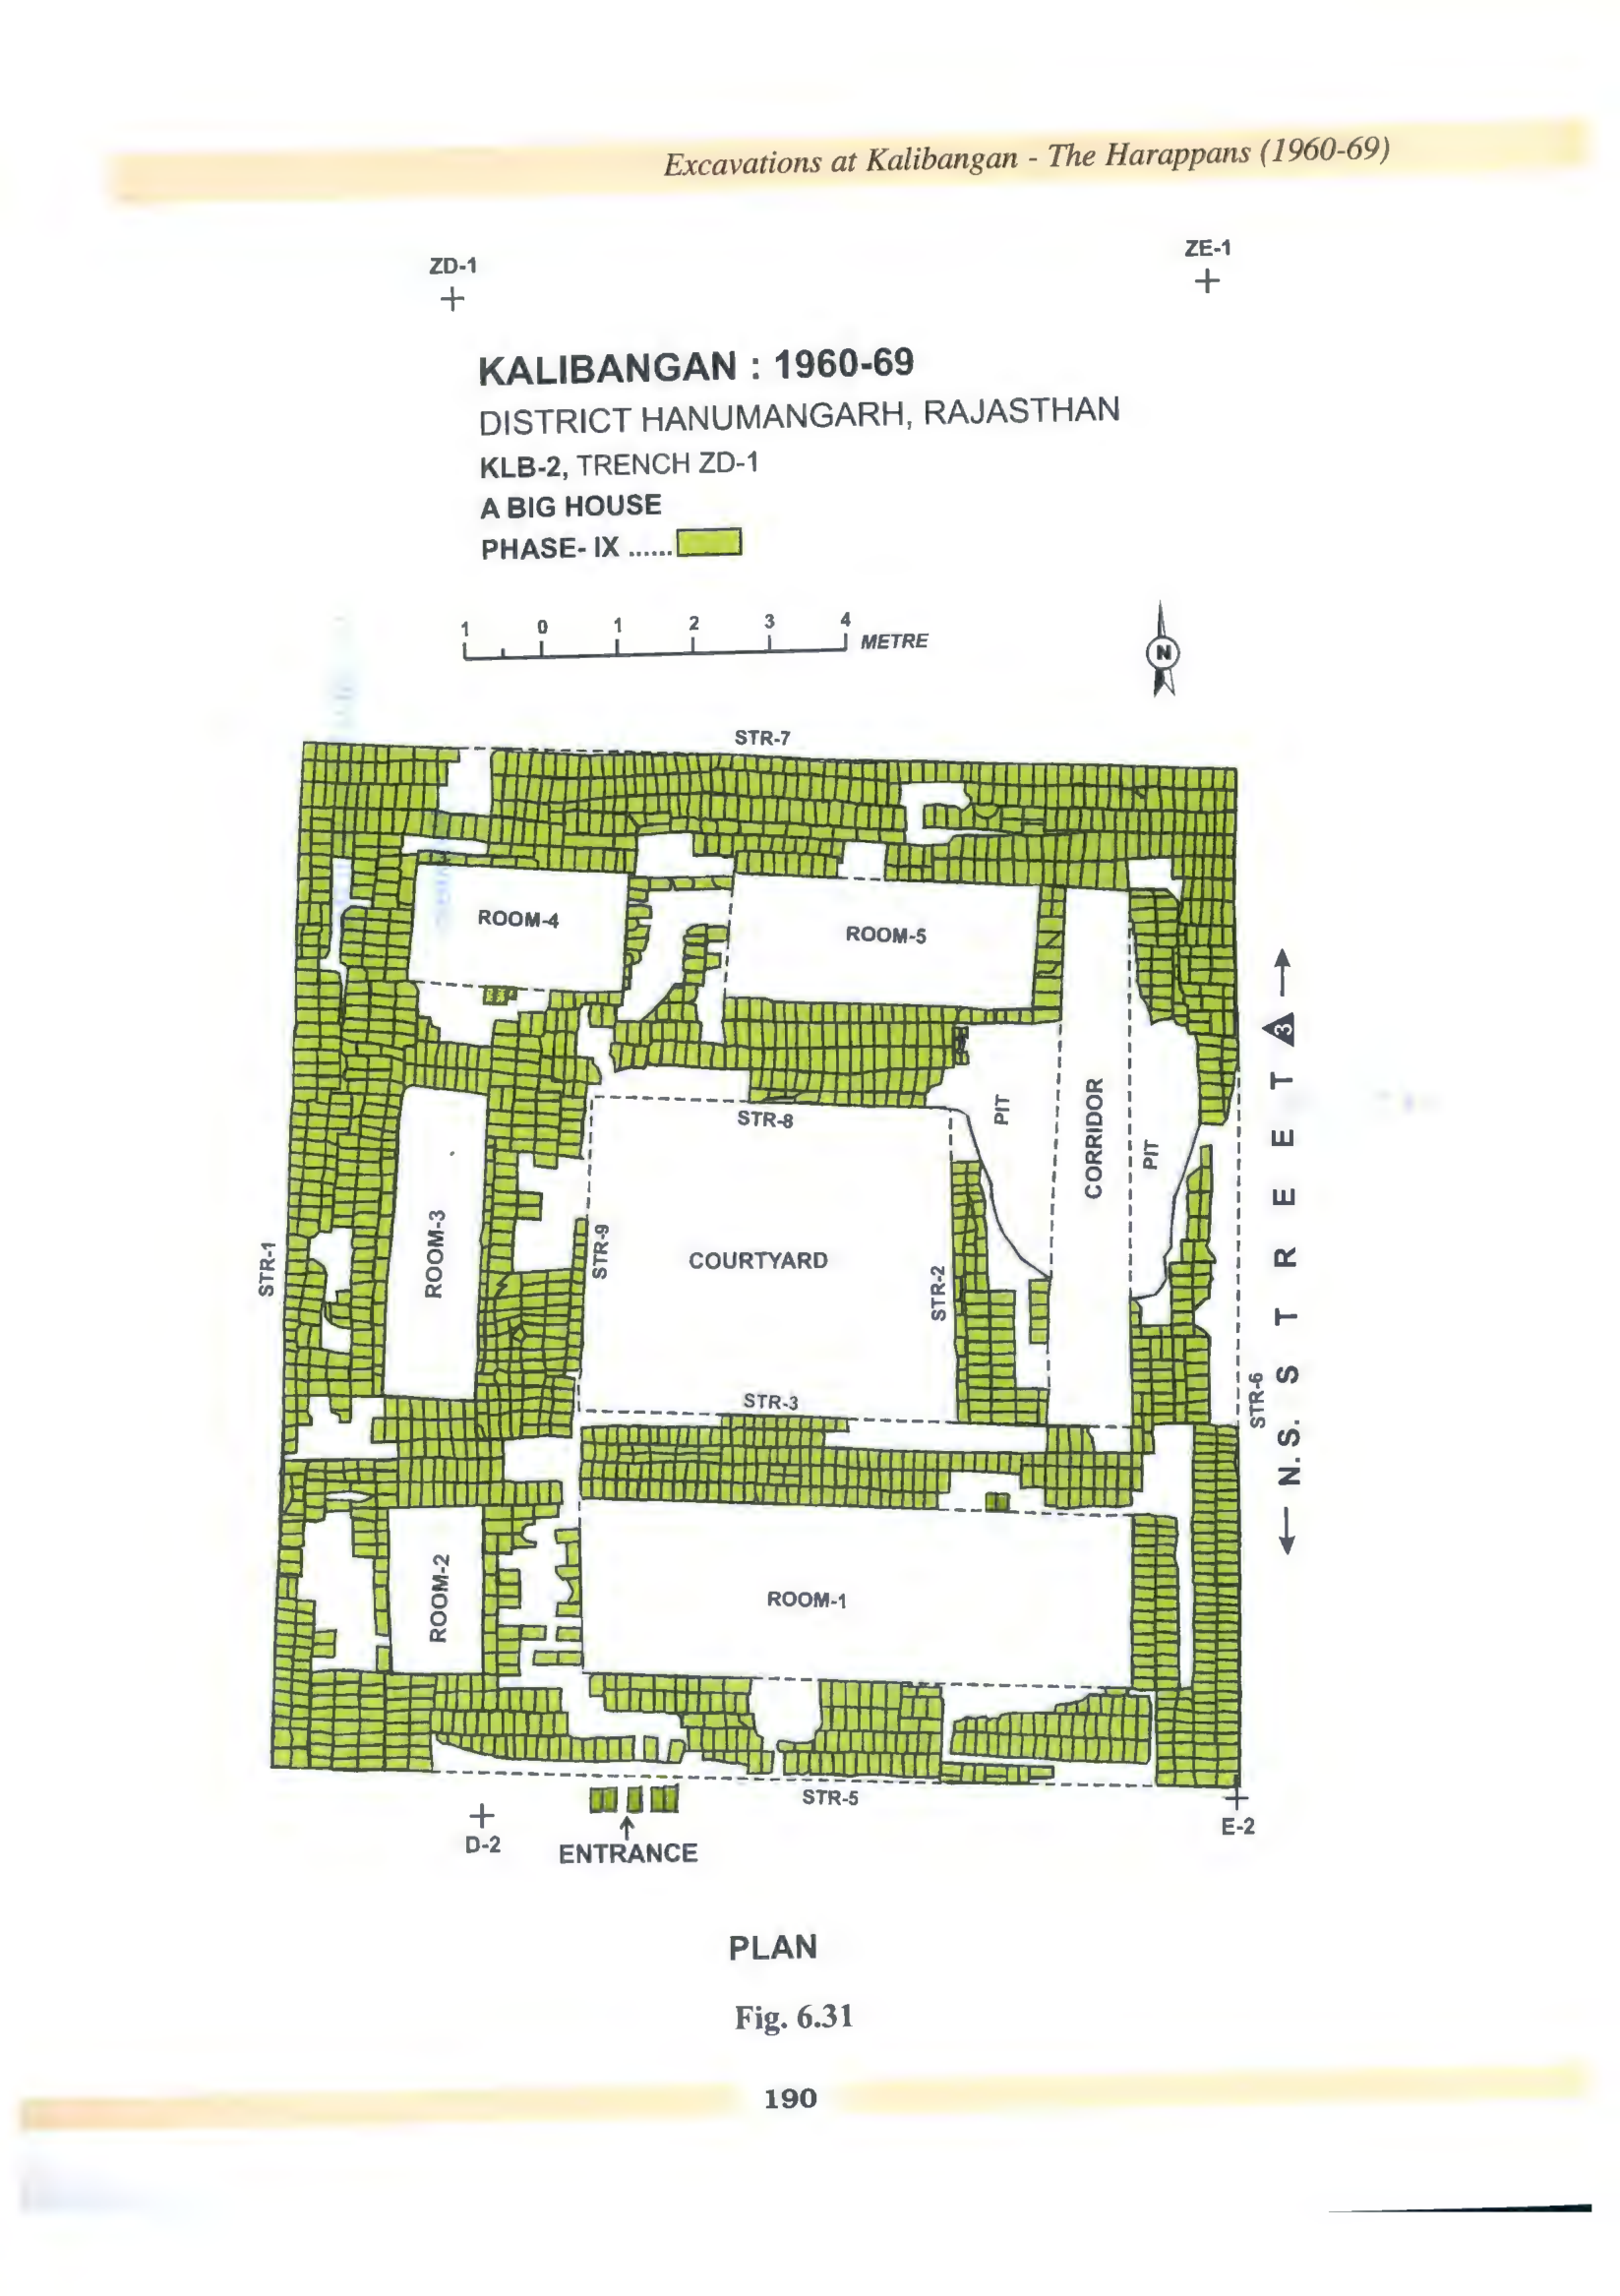 Excavations at Kalibangan - The Harappans (1960-69)
ZD-1
ZE-1
KALIBANGAN : 1960-69
DISTRICT HANUMANGARH, RAJASTHAN
KLB-2, TRENCH ZD-1
A BIG HOUSE
PHASE- IX ......
1 0 1 2 3 4 METRE
N
STR-7
ROOM-4
ROOM-5
STR-8
PIT
CORRIDOR
PIT
STR-1
ROOM-3
STR-9
COURTYARD
STR-2
STR-3
STR-6
N. S. STREET 3
ROOM-2
ROOM-1
STR-5
D-2
ENTRANCE
E-2
PLAN
Fig. 6.31
190